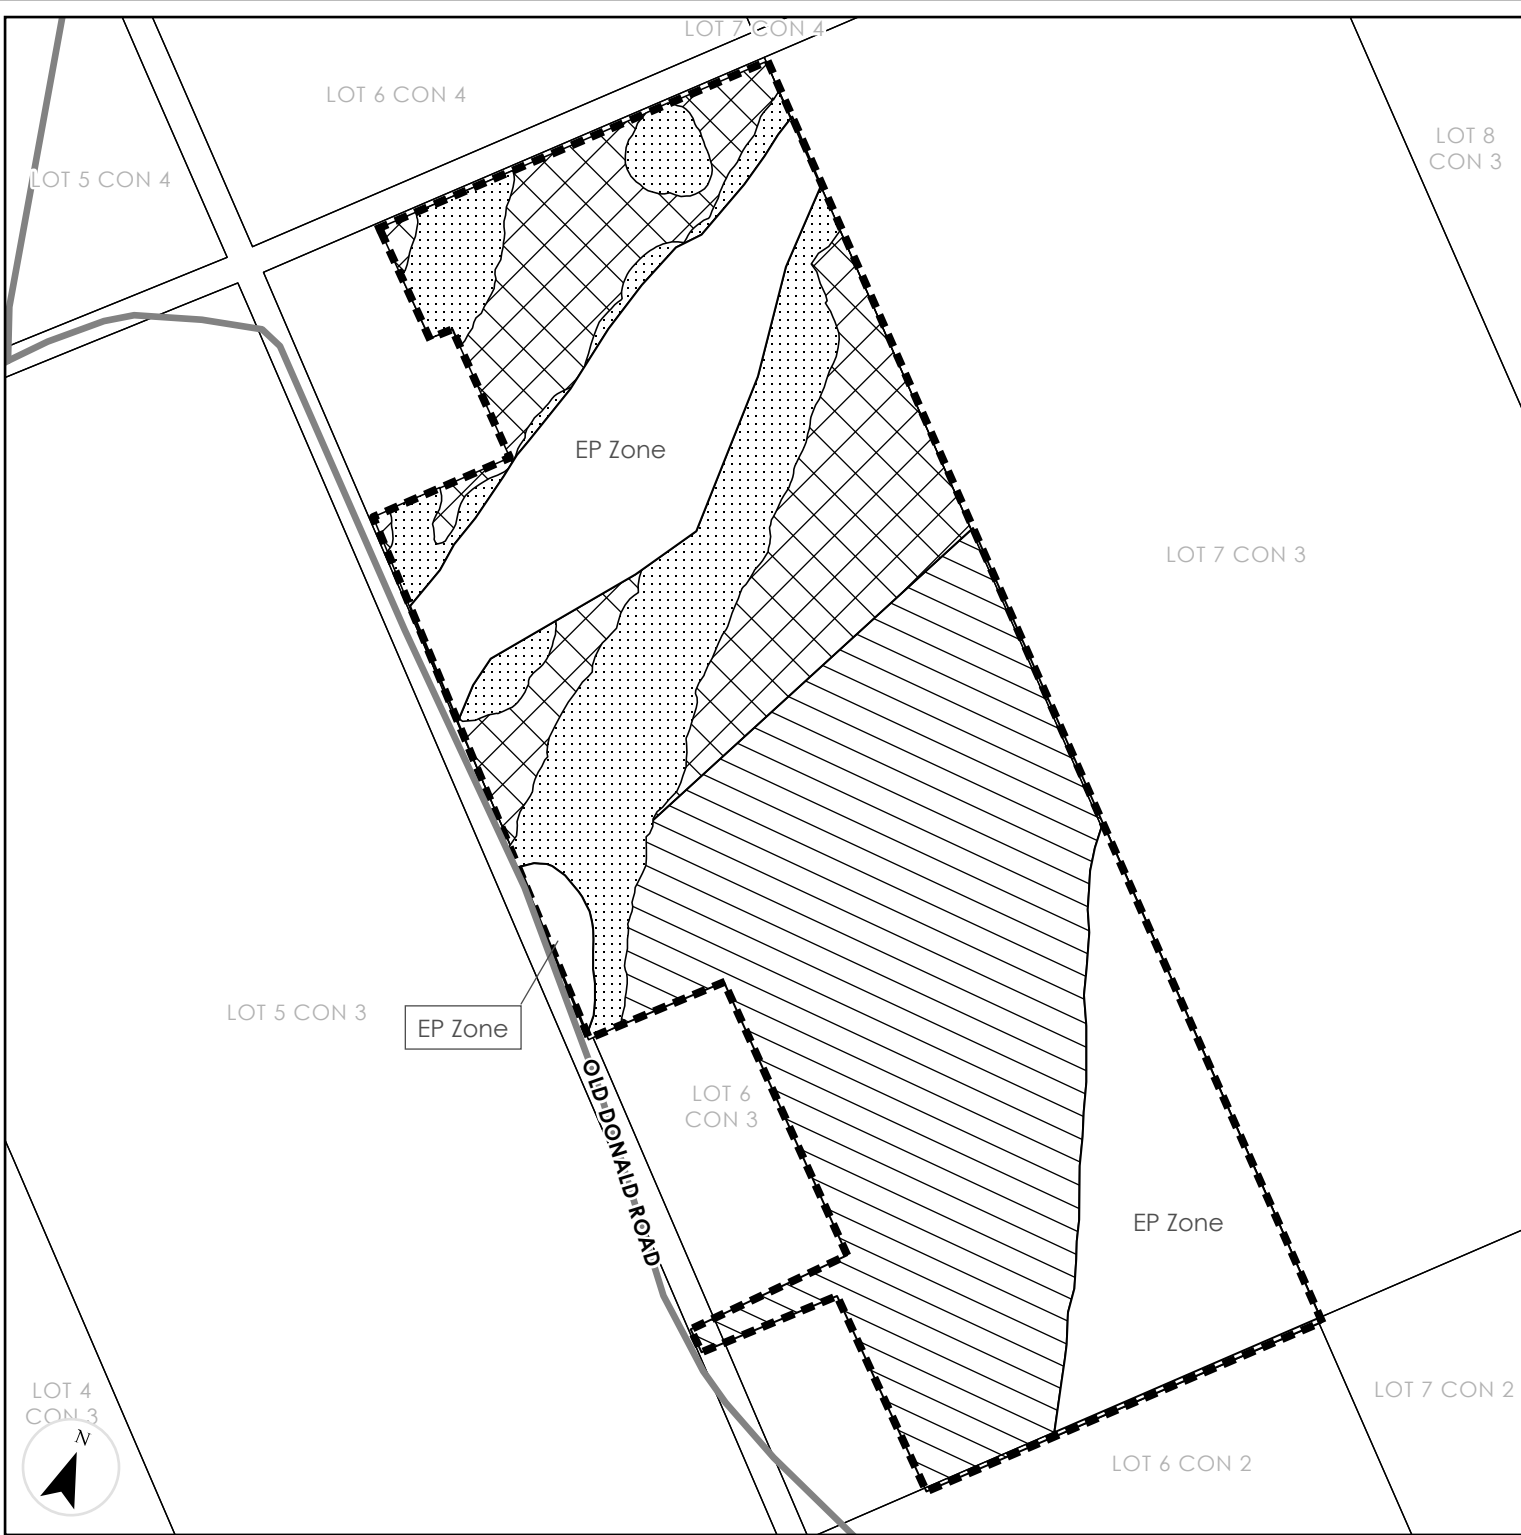 LOT 7 CON 4
LOT 6 CON 4
LOT 8
CON 3
LOT 5 CON 4
EP Zone
LOT 7 CON 3
LOT 5 CON 3
EP Zone
OLD DONALD ROAD
LOT 6
CON 3
EP Zone
LOT 4
CON 3
LOT 7 CON 2
N
LOT 6 CON 2